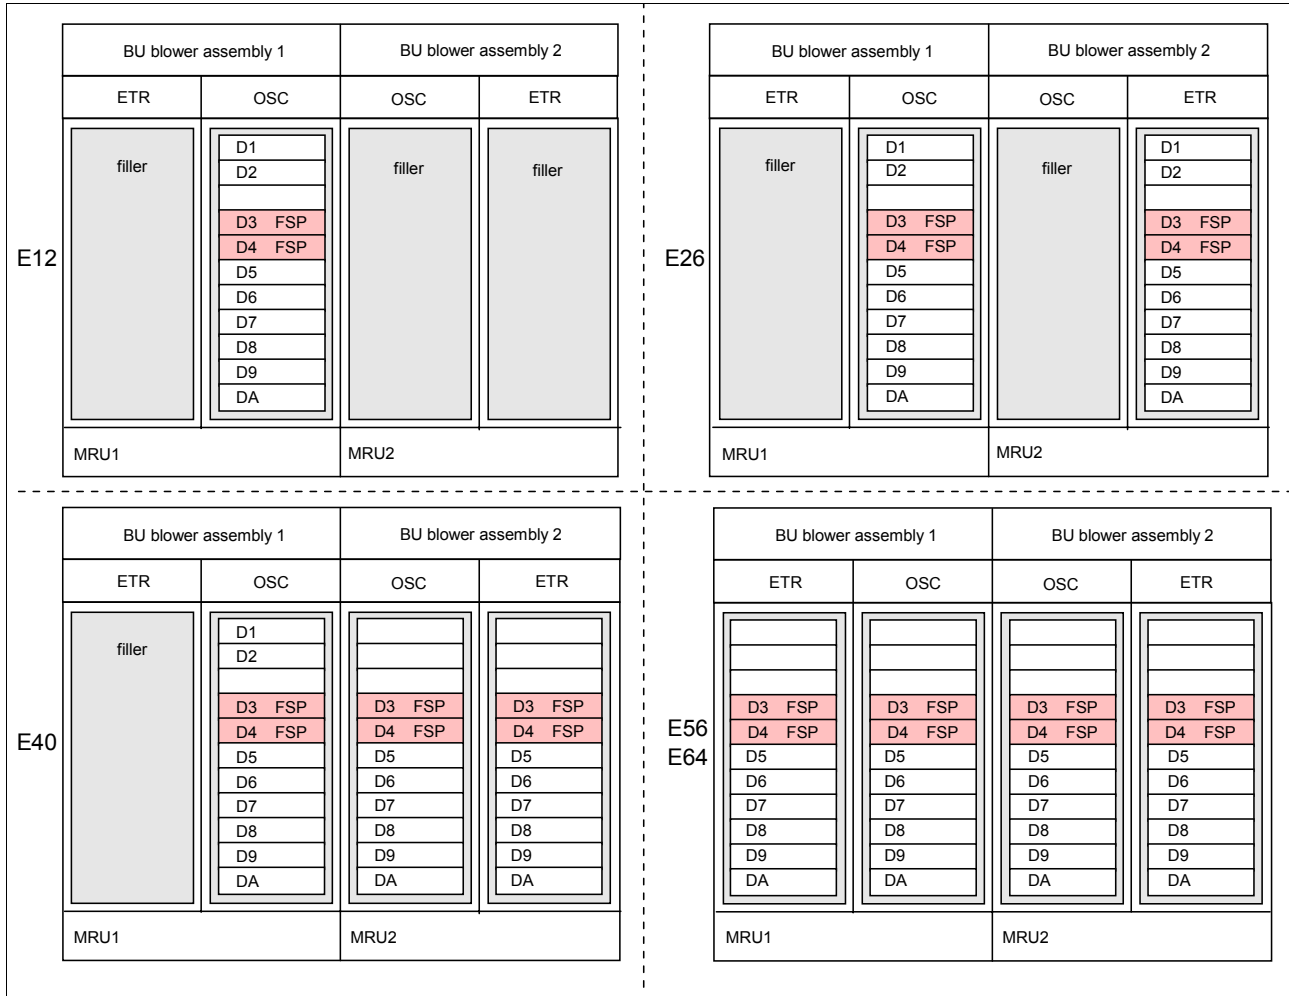 BU blower assembly 1 BU blower assembly 2
ETR OSC OSC ETR
filler D1 filler filler
D2
D3 FSP
D4 FSP
E12
D5
D6
D7
D8
D9
DA
MRU1 MRU2
BU blower assembly 1 BU blower assembly 2
ETR OSC OSC ETR
filler D1 filler D1
D2 D2
D3 FSP D3 FSP
D4 FSP D4 FSP
E26
D5 D5
D6 D6
D7 D7
D8 D8
D9 D9
DA DA
MRU1 MRU2
BU blower assembly 1 BU blower assembly 2
ETR OSC OSC ETR
filler D1
D2
D3 FSP D3 FSP D3 FSP
D4 FSP D4 FSP D4 FSP
E40
D5 D5 D5
D6 D6 D6
D7 D7 D7
D8 D8 D8
D9 D9 D9
DA DA DA
MRU1 MRU2
BU blower assembly 1 BU blower assembly 2
ETR OSC OSC ETR
D3 FSP D3 FSP D3 FSP D3 FSP
E56 D4 FSP D4 FSP D4 FSP D4 FSP
E64 D5 D5 D5 D5
D6 D6 D6 D6
D7 D7 D7 D7
D8 D8 D8 D8
D9 D9 D9 D9
DA DA DA DA
MRU1 MRU2